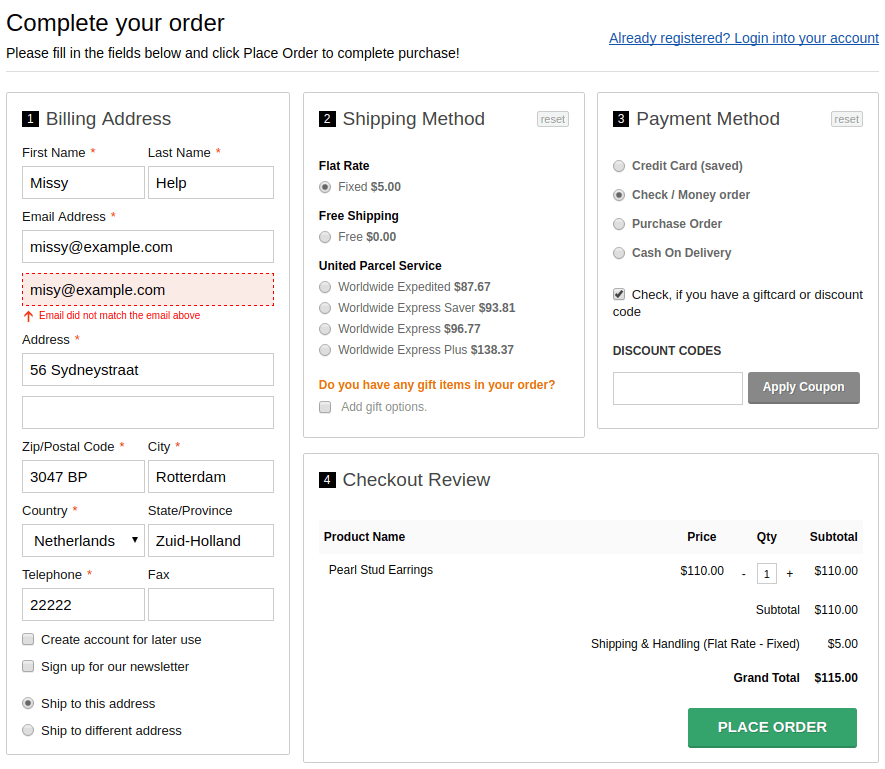 Complete your order
Already registered? Login into your account
Please fill in the fields below and click Place Order to complete purchase!
1 Billing Address
First Name * Last Name *
Missy Help
Email Address *
missy@example.com
misy@example.com
Email did not match the email above
Address *
56 Sydneystraat
Zip/Postal Code * City *
3047 BP Rotterdam
Country * State/Province
Netherlands Zuid-Holland
Telephone * Fax
22222
Create account for later use
Sign up for our newsletter
Ship to this address
Ship to different address
2 Shipping Method reset
Flat Rate
Fixed $5.00
Free Shipping
Free $0.00
United Parcel Service
Worldwide Expedited $87.67
Worldwide Express Saver $93.81
Worldwide Express $96.77
Worldwide Express Plus $138.37
Do you have any gift items in your order?
Add gift options.
3 Payment Method reset
Credit Card (saved)
Check / Money order
Purchase Order
Cash On Delivery
Check, if you have a giftcard or discount
code
DISCOUNT CODES
Apply Coupon
4 Checkout Review
Product Name Price Qty Subtotal
Pearl Stud Earrings $110.00 - 1 + $110.00
Subtotal $110.00
Shipping & Handling (Flat Rate - Fixed) $5.00
Grand Total $115.00
PLACE ORDER